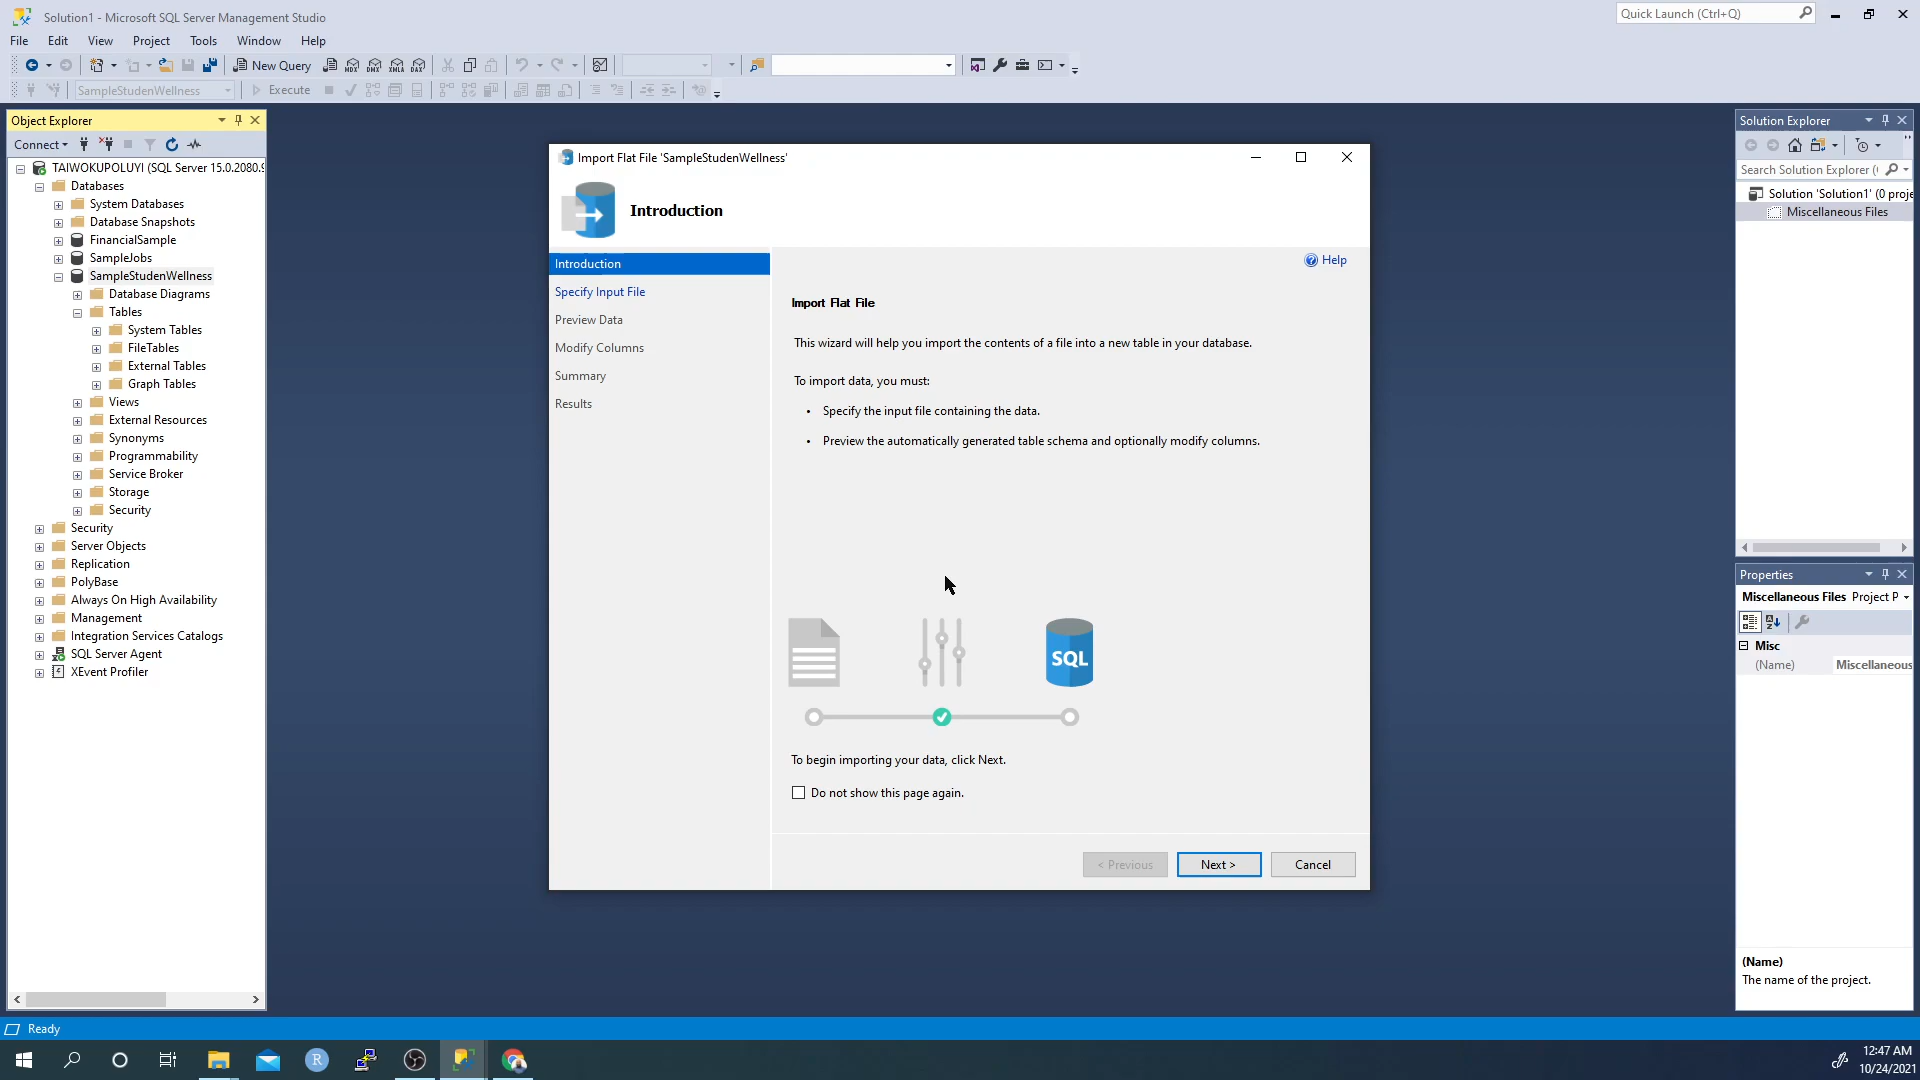 Solution1 - Microsoft SQL Server Management Studio
Quick Launch (Ctrl+Q)
File Edit View Project Tools Window Help
New Query
MDX DMX XMLA DAX
SampleStudenWellness Execute
Object Explorer
Connect
TAIWOKUPOLUYI (SQL Server 15.0.2080.9
Databases
System Databases
Database Snapshots
FinancialSample
SampleJobs
SampleStudenWellness
Database Diagrams
Tables
System Tables
FileTables
External Tables
Graph Tables
Views
External Resources
Synonyms
Programmability
Service Broker
Storage
Security
Security
Server Objects
Replication
PolyBase
Always On High Availability
Management
Integration Services Catalogs
SQL Server Agent
XEvent Profiler
Import Flat File 'SampleStudenWellness'
Introduction
Introduction
Specify Input File
Preview Data
Modify Columns
Summary
Results
Help
Import Flat File
This wizard will help you import the contents of a file into a new table in your database.
To import data, you must:
• Specify the input file containing the data.
• Preview the automatically generated table schema and optionally modify columns.
SQL
To begin importing your data, click Next.
Do not show this page again.
< Previous Next > Cancel
Solution Explorer
Search Solution Explorer (
Solution 'Solution1' (0 proje
Miscellaneous Files
Properties
Miscellaneous Files Project P
Misc
(Name) Miscellaneous
(Name)
The name of the project.
Ready
R
12:47 AM
10/24/2021